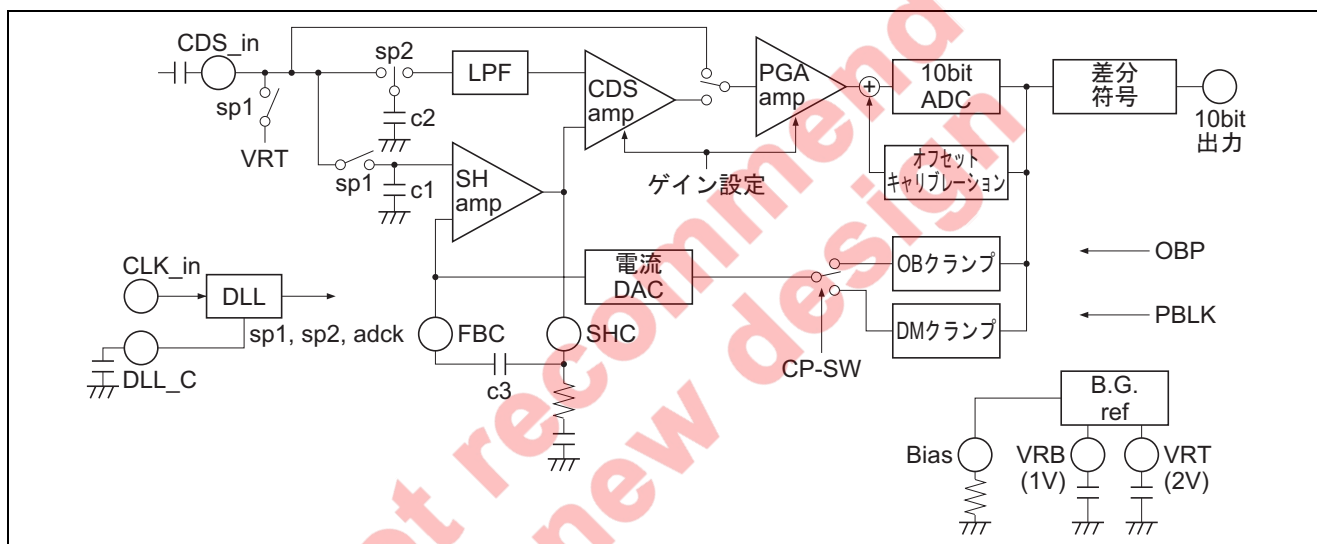 CDS_in
sp1
VRT
sp2
c2
LPF
CDS
amp
PGA
amp
10bit
ADC
差分
符号
10bit
出力
sp1
c1
SH
amp
ゲイン設定
オフセット
キャリブレーション
CLK_in
DLL
sp1, sp2, adck
DLL_C
電流
DAC
FBC
SHC
c3
CP-SW
OBクランプ
DMクランプ
OBP
PBLK
B.G.
ref
Bias
VRB
(1V)
VRT
(2V)
ot recommend
new design